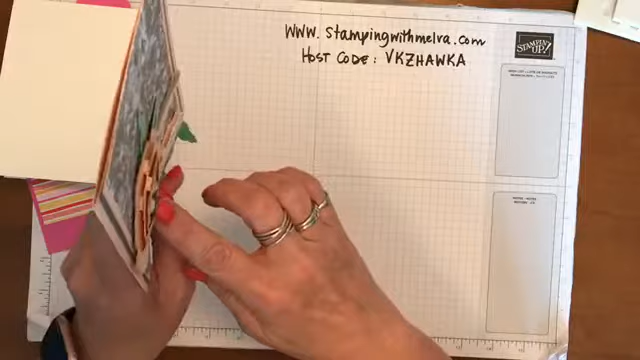 www. Stampingwithmelva.com
Host Code: VKZHAWKA
STAMPIN' UP!